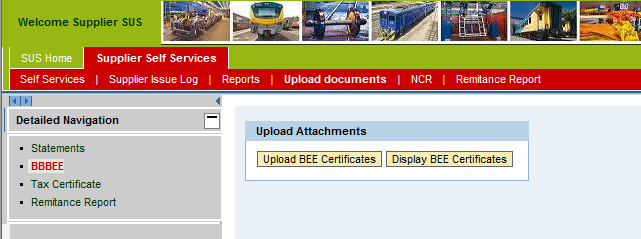 Welcome Supplier SUS
SUS Home Supplier Self Services
Self Services | Supplier Issue Log | Reports | Upload documents | NCR | Remitance Report
Detailed Navigation
Statements
BBBEE
Tax Certificate
Remitance Report
Upload Attachments
Upload BEE Certificates Display BEE Certificates